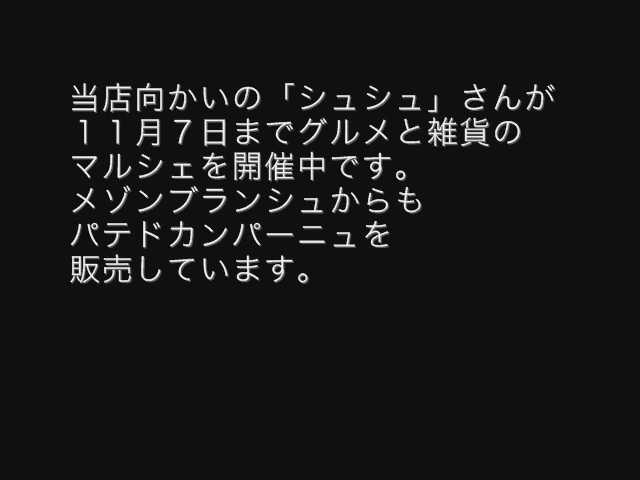 当店向かいの「シュシュ」さんが
１１月７日までグルメと雑貨の
マルシェを開催中です。
メゾンブランシュからも
パテドカンパーニュを
販売しています。